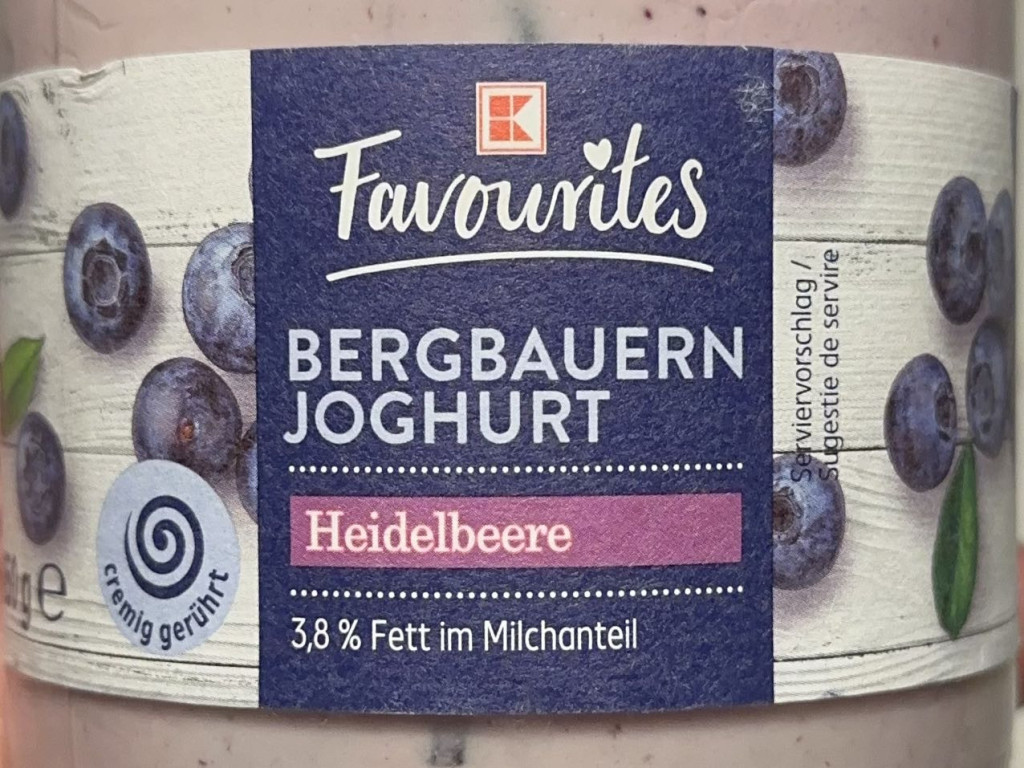 K
Favourites
BERGBAUERN
JOGHURT
Heidelbeere
3,8 % Fett im Milchanteil
cremig gerührt
Serviervorschlag /
Sugestie de servire